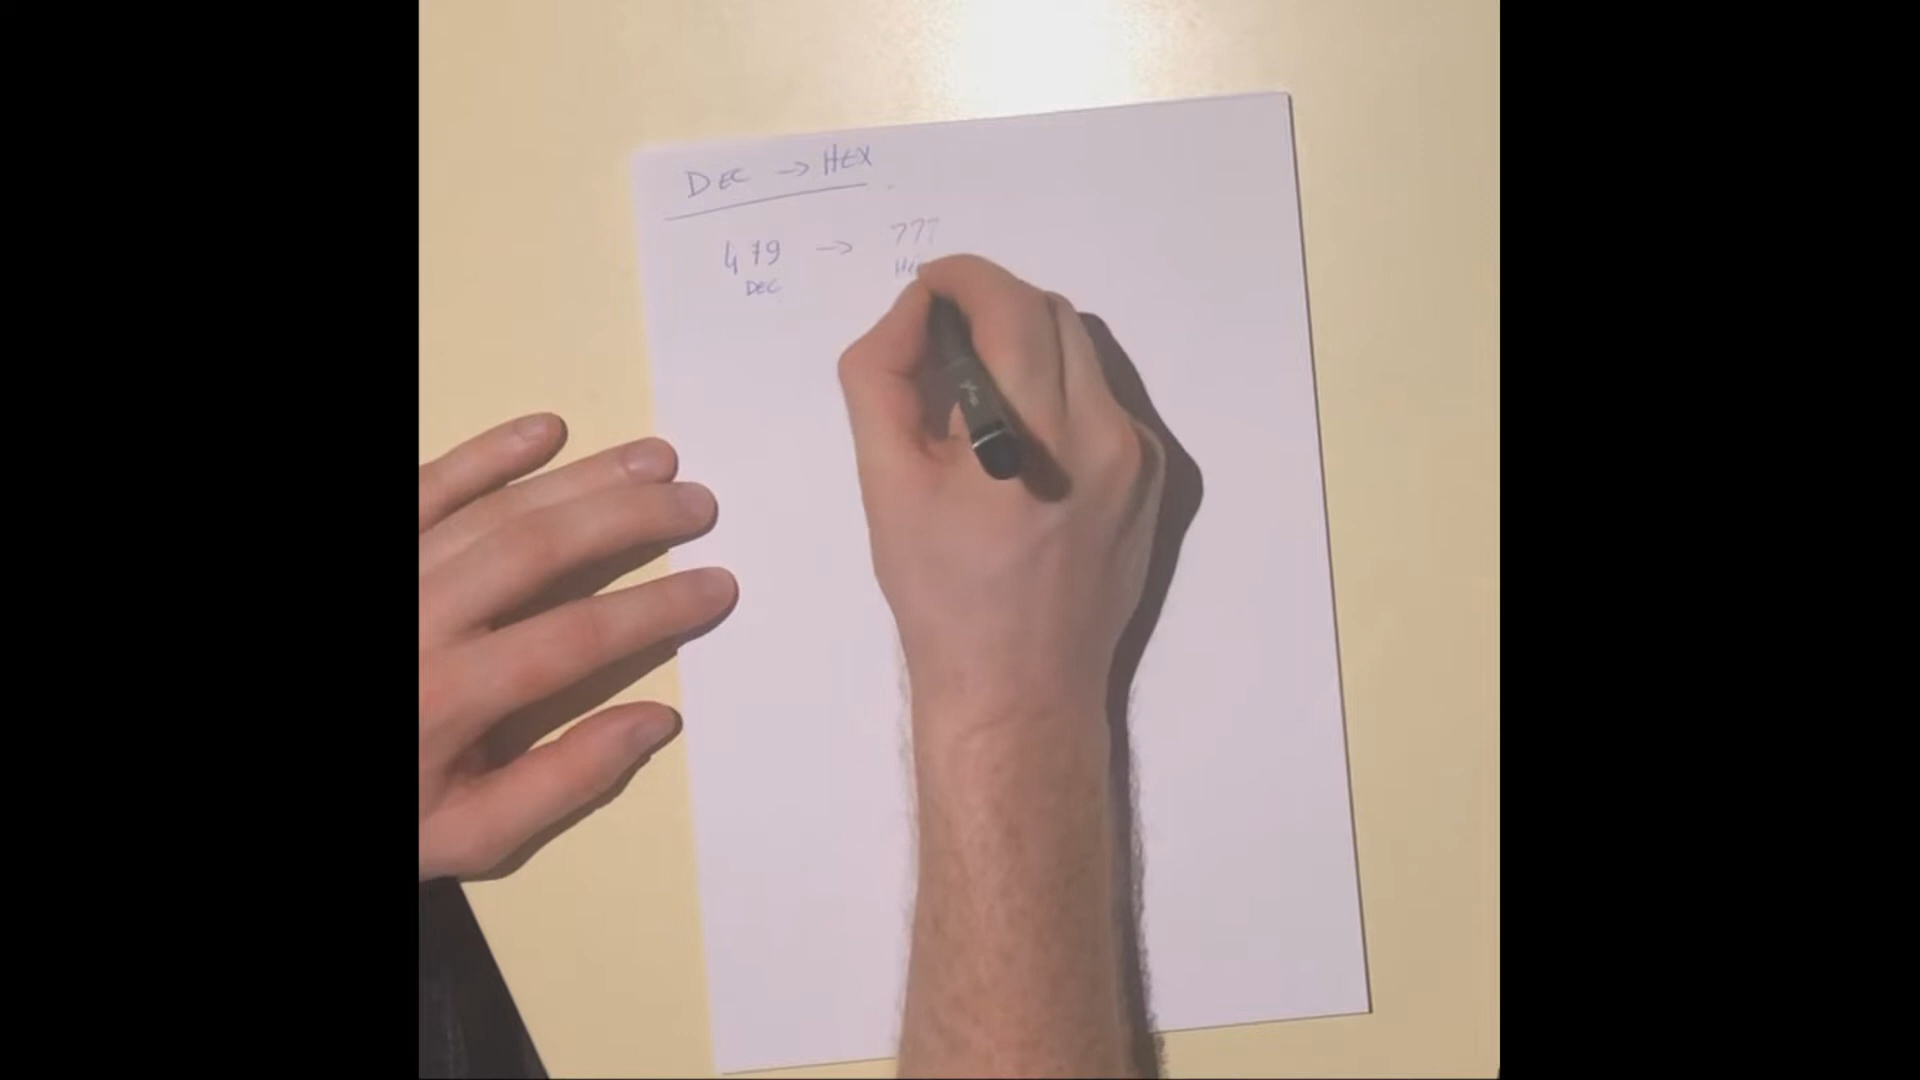 DEC → HEX
479 → ???
DEC